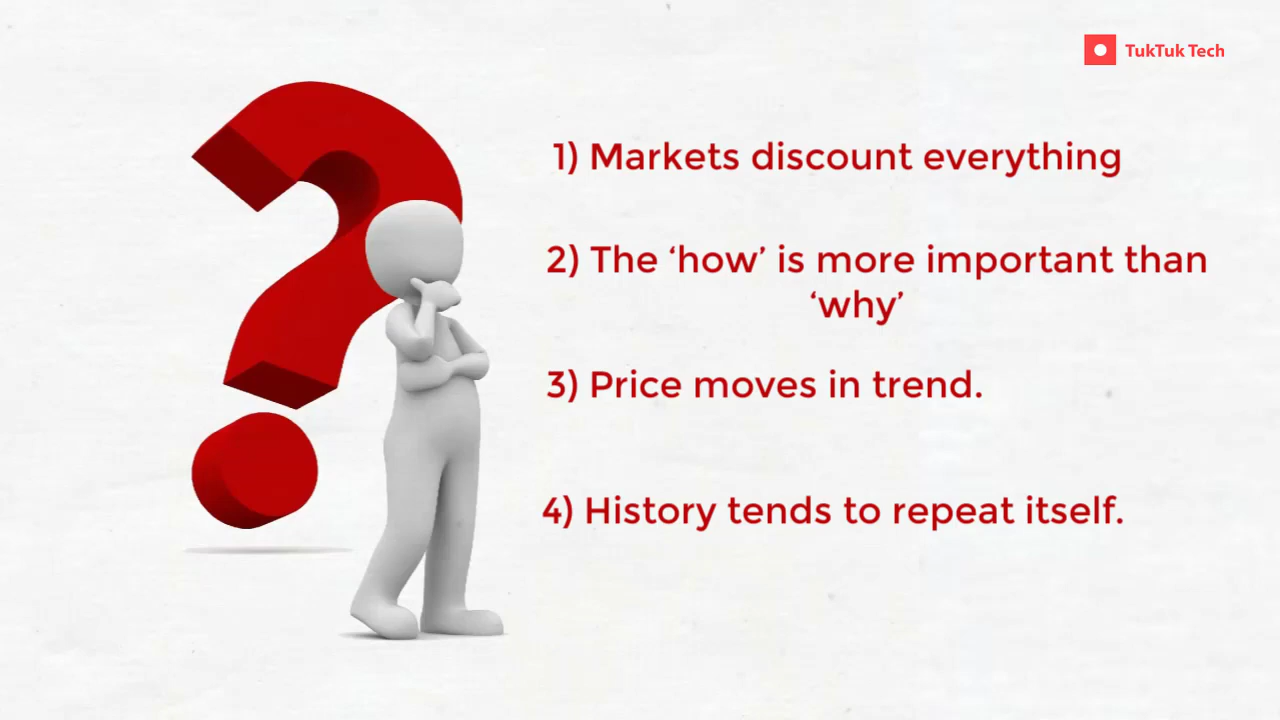 TukTuk Tech
1) Markets discount everything
2) The ‘how’ is more important than
‘why’
3) Price moves in trend.
4) History tends to repeat itself.